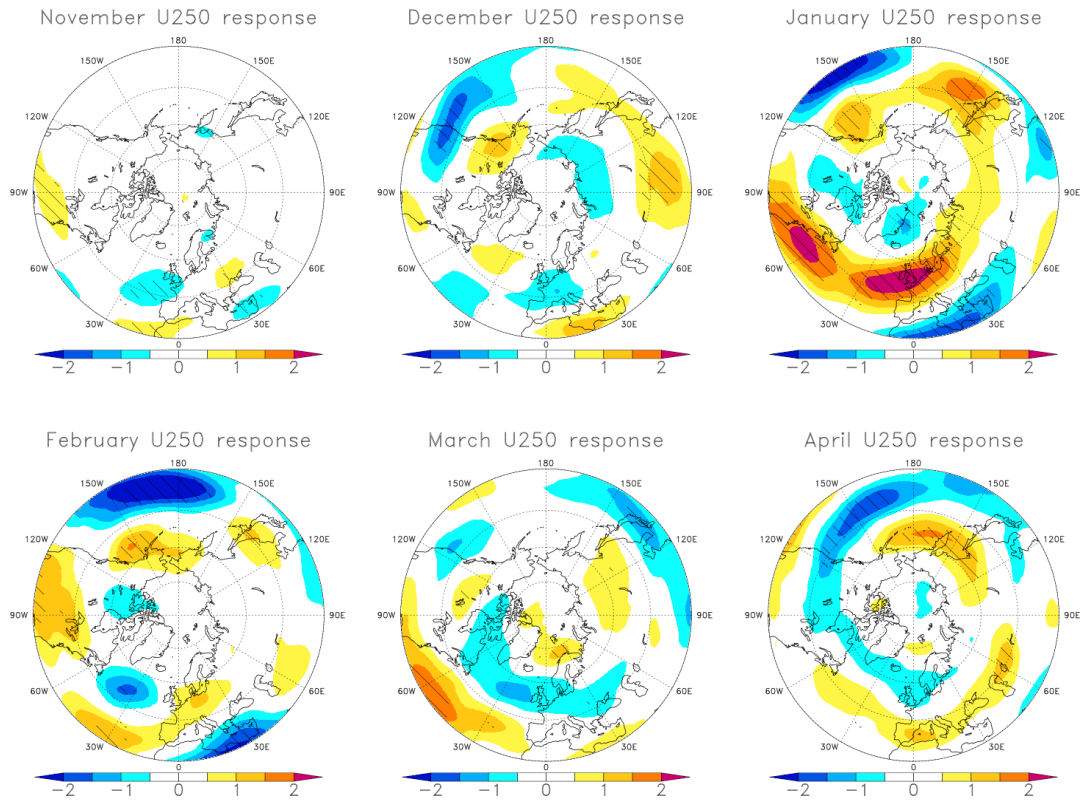 November U250 response
180
150W 150E
120W 120E
90W 90E
60W 60E
30W 30E
0
-2 -1 0 1 2
December U250 response
180
150W 150E
120W 120E
90W 90E
60W 60E
30W 30E
0
-2 -1 0 1 2
January U250 response
180
150W 150E
120W 120E
90W 90E
60W 60E
30W 30E
0
-2 -1 0 1 2
February U250 response
180
150W 150E
120W 120E
90W 90E
60W 60E
30W 30E
0
-2 -1 0 1 2
March U250 response
180
150W 150E
120W 120E
90W 90E
60W 60E
30W 30E
0
-2 -1 0 1 2
April U250 response
180
150W 150E
120W 120E
90W 90E
60W 60E
30W 30E
0
-2 -1 0 1 2